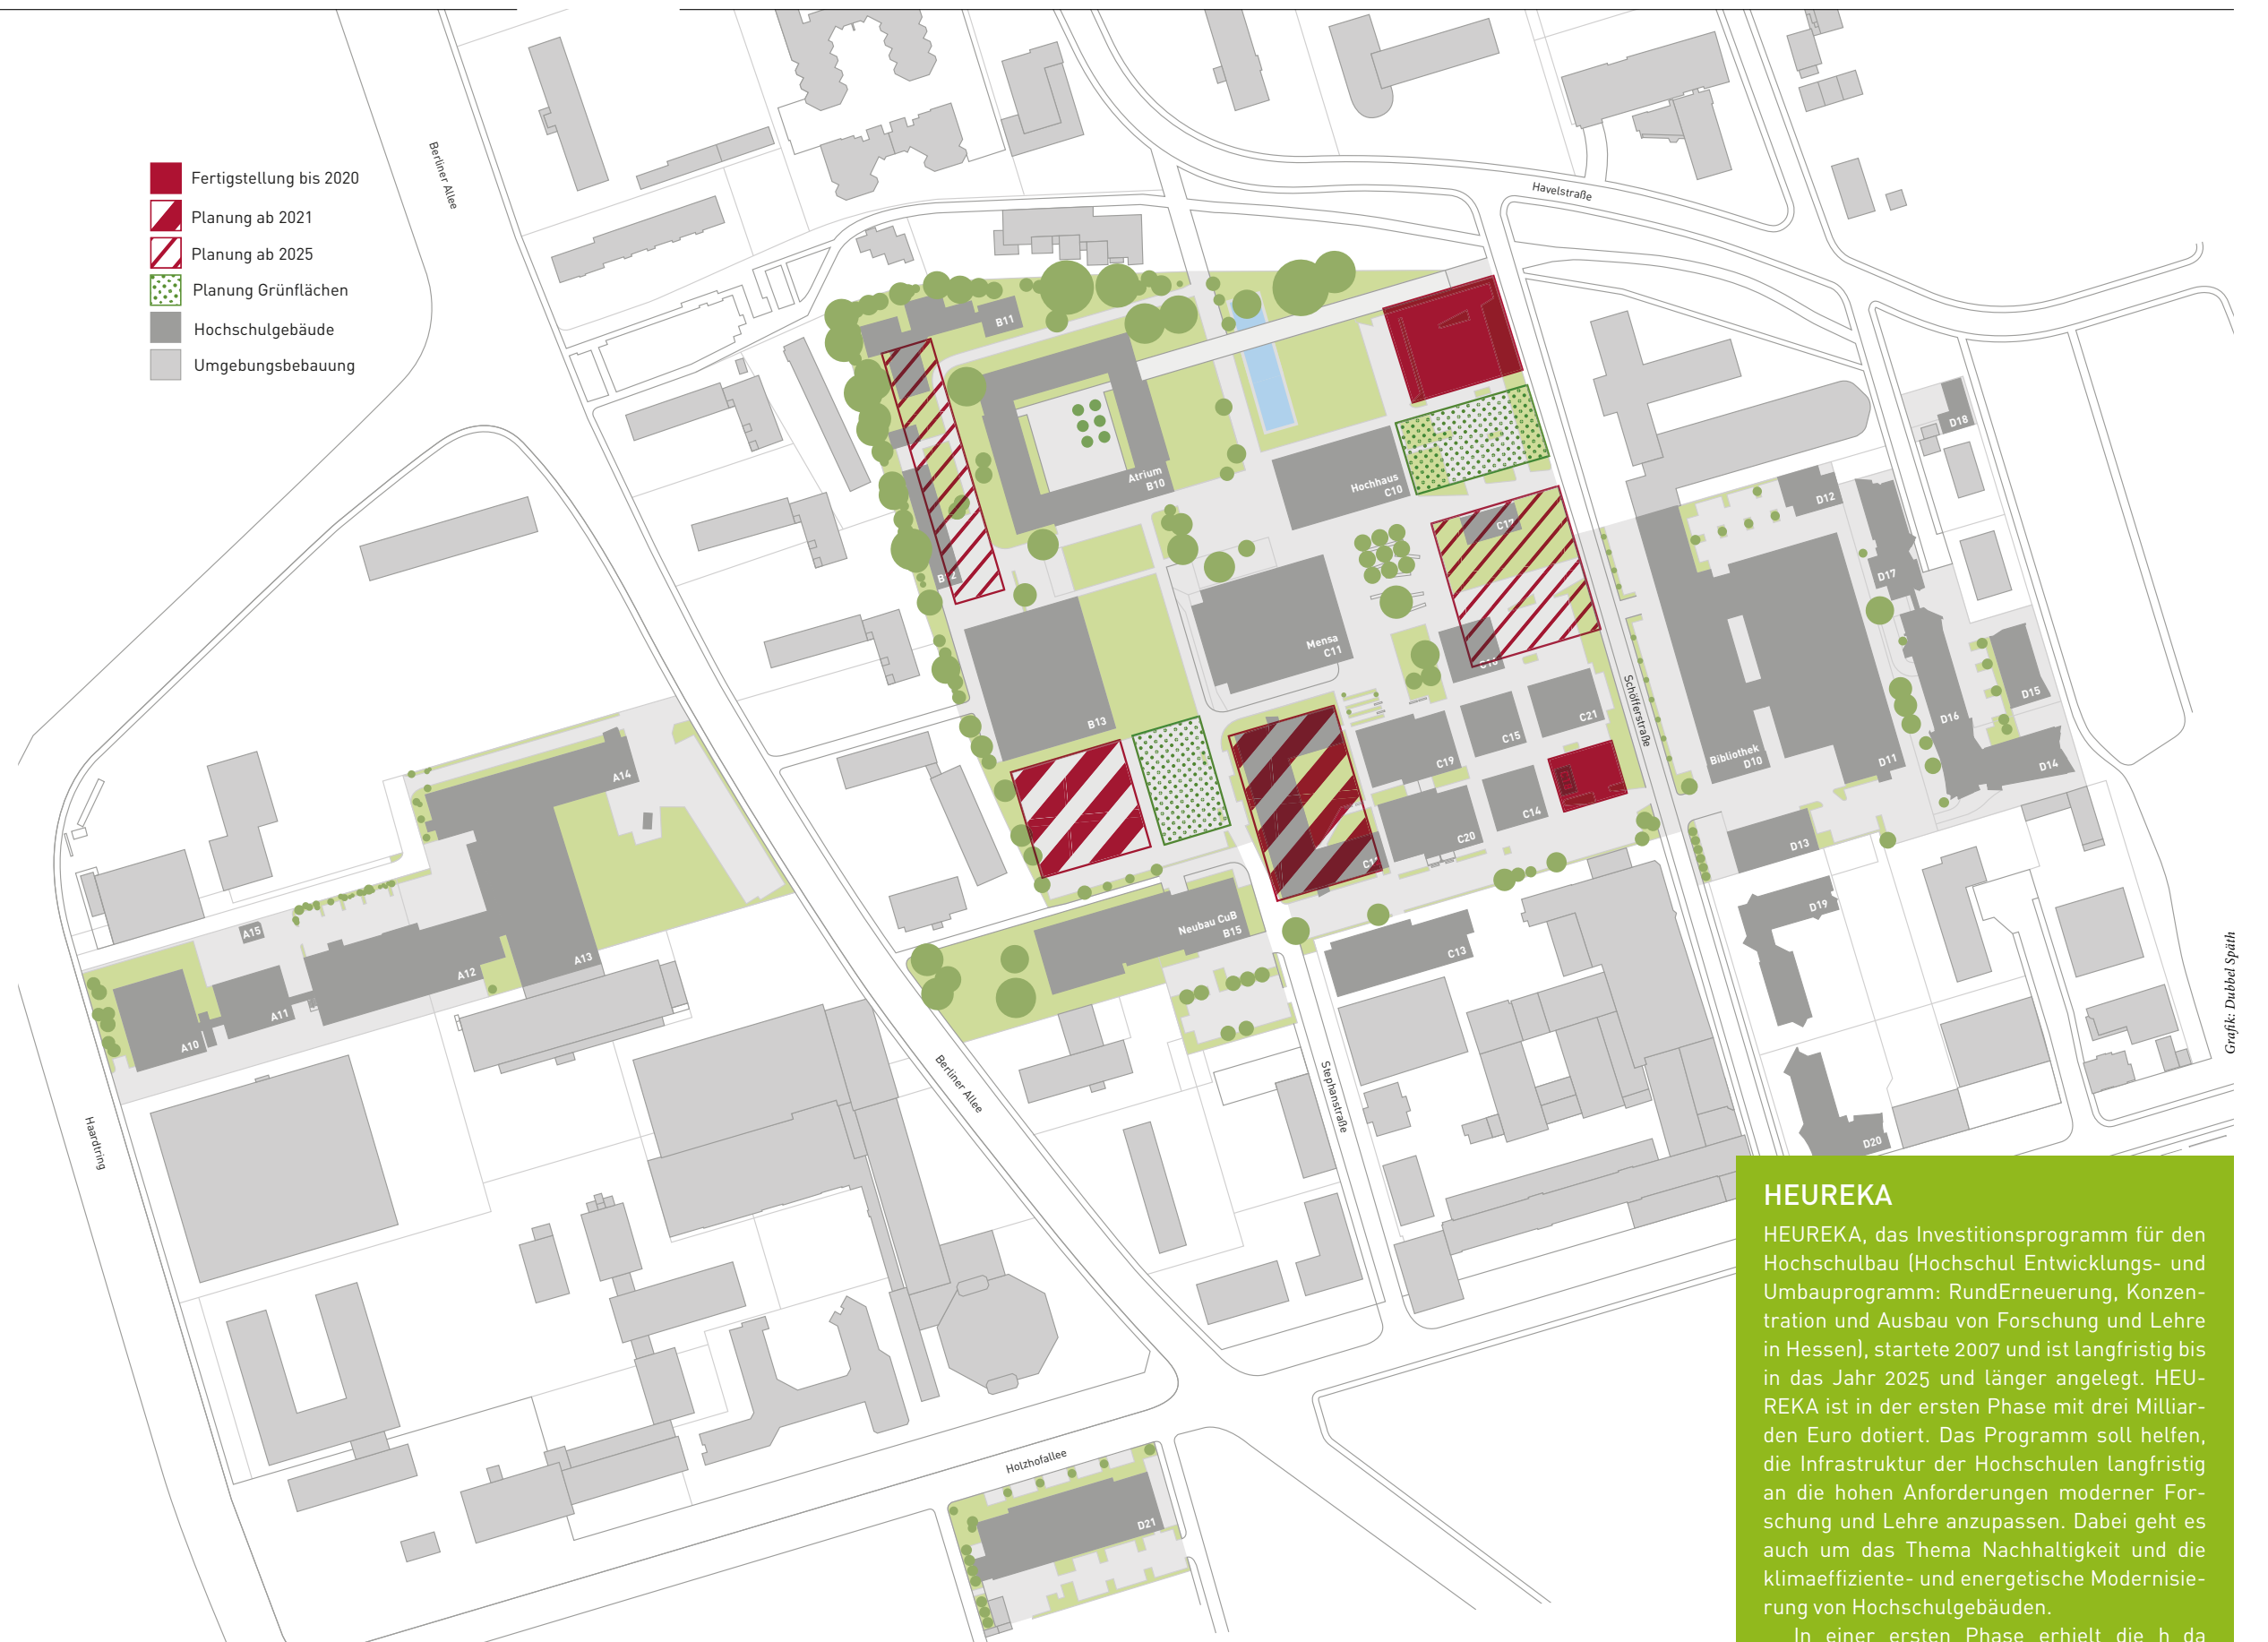 Fertigstellung bis 2020
Planung ab 2021
Planung ab 2025
Planung Grünflächen
Hochschulgebäude
Umgebungsbebauung
Berliner Allee
Havelstraße
B11
Atrium
B10
Hochhaus
C10
D18
D12
D17
Mensa
C11
B13
Schöfferstraße
C21
C15
C19
C14
C20
Bibliothek
D10
D11
D16
D15
D14
D13
D19
D20
A14
A15
A13
A12
A11
A10
Neubau CuB
B15
C13
Berliner Allee
Stephanstraße
Haardtring
Holzhofallee
D21
Grafik: Dubbel Späth
HEUREKA
HEUREKA, das Investitionsprogramm für den
Hochschulbau (Hochschul Entwicklungs- und
Umbauprogramm: RundErneuerung, Konzen-
tration und Ausbau von Forschung und Lehre
in Hessen), startete 2007 und ist langfristig bis
in das Jahr 2025 und länger angelegt. HEU-
REKA ist in der ersten Phase mit drei Milliar-
den Euro dotiert. Das Programm soll helfen,
die Infrastruktur der Hochschulen langfristig
an die hohen Anforderungen moderner For-
schung und Lehre anzupassen. Dabei geht es
auch um das Thema Nachhaltigkeit und die
klimaeffiziente- und energetische Modernisie-
rung von Hochschulgebäuden.
In einer ersten Phase erhielt die h_da